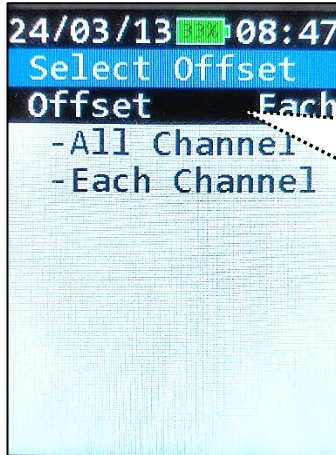 24/03/13 08:47
Select Offset
Offset Each
-All Channel
-Each Channel